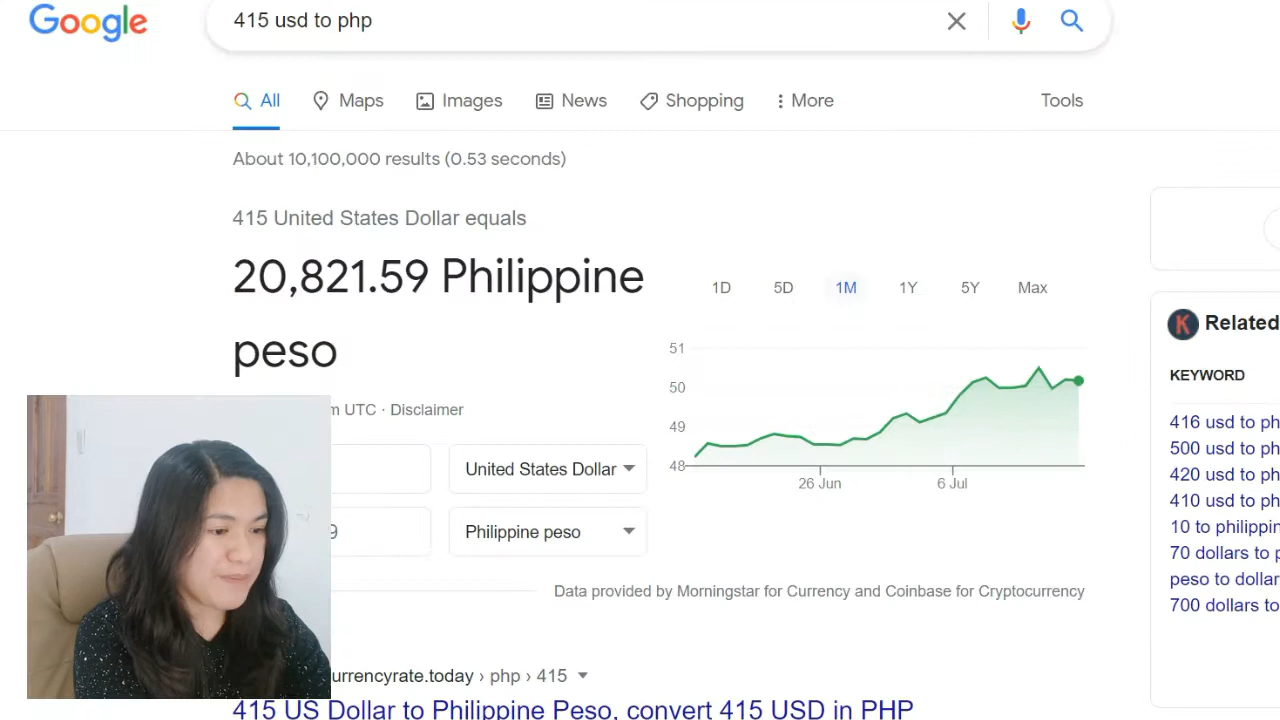 Google
415 usd to php
All
Maps
Images
News
Shopping
More
Tools
About 10,100,000 results (0.53 seconds)
415 United States Dollar equals
20,821.59 Philippine
peso
UTC · Disclaimer
1D
5D
1M
1Y
5Y
Max
51
50
49
48
26 Jun
6 Jul
United States Dollar
9
Philippine peso
Data provided by Morningstar for Currency and Coinbase for Cryptocurrency
urrencyrate.today › php › 415
415 US Dollar to Philippine Peso, convert 415 USD in PHP
K
Related
KEYWORD
416 usd to ph
500 usd to ph
420 usd to ph
410 usd to ph
10 to philippin
70 dollars to p
peso to dollar
700 dollars to